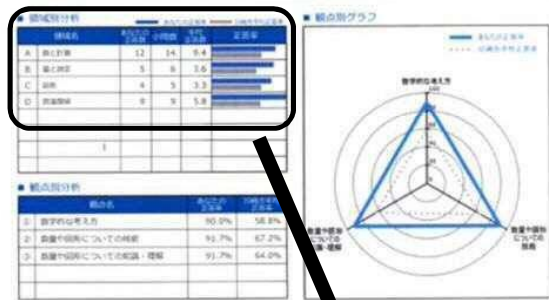 ■ 領域別分析
あなたの正答率
領域名 あなたの正答数 小問数 平均正答数 正答率
A 数と計算 12 14 9.4
B 量と測定 5 6 3.6
C 図形 4 5 3.3
D 数量関係 9 9 5.8
■ 観点別分析
観点名 あなたの正答率
① 数学的な考え方 90.0% 58.8%
② 数量や図形についての技能 91.7% 67.2%
③ 数量や図形についての知識・理解 91.7% 64.0%
■ 観点別グラフ
あなたの正答率
数学的な考え方
100
数量や図形
についての
知識・理解
数量や図形
についての
技能